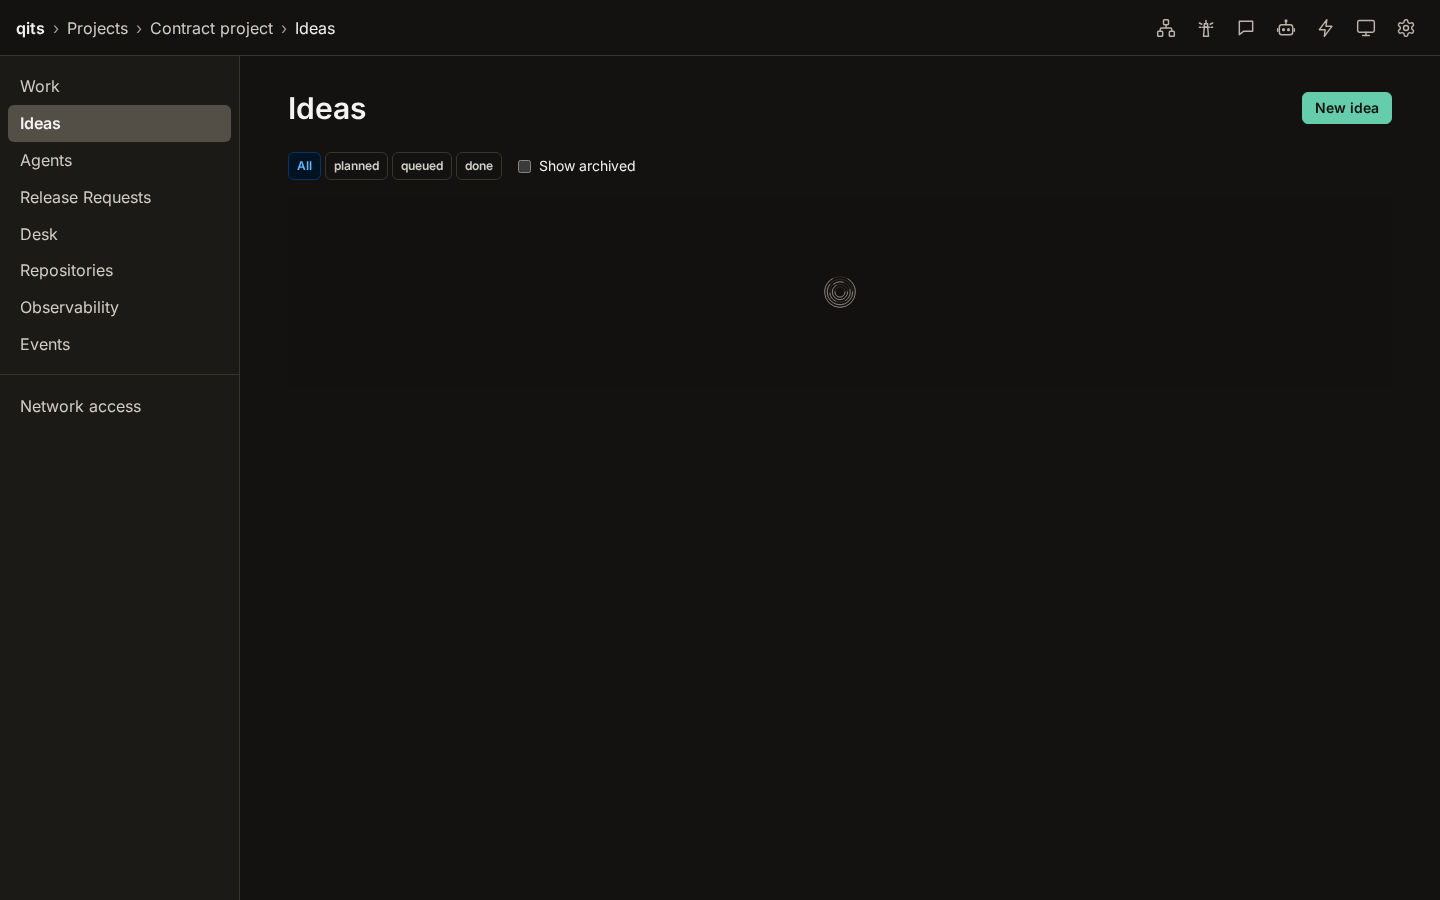 qits › Projects › Contract project › Ideas
Work
Ideas
Agents
Release Requests
Desk
Repositories
Observability
Events
Network access
Ideas
New idea
All planned queued done Show archived